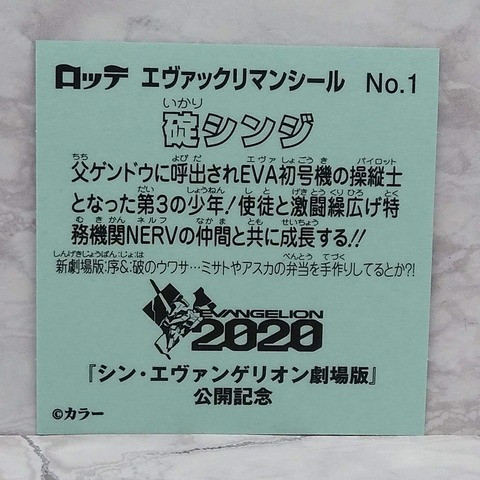 ロッテ エヴァックリマンシール No.1
いかり
碇シンジ
ちち よびだ エヴァ しょごうき パイロット
父ゲンドウに呼出されEVA初号機の操縦士
だい しょうねん しと げきとうくりひろ とく
となった第3の少年!使徒と激闘繰広げ特
むきかん ネルフ なかま とも せいちょう
務機関NERVの仲間と共に成長する!!
しんげきじょうばん:じょ:は べんとう てづく
新劇場版:序&:破のウワサ…ミサトやアスカの弁当を手作りしてるとか?!
EVANGELION
2020
『シン・エヴァンゲリオン劇場版』
公開記念
©カラー